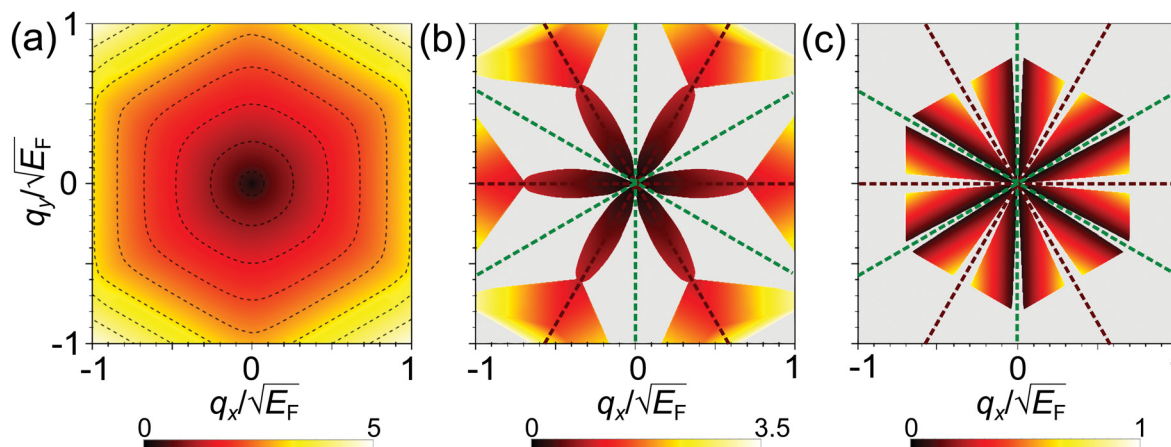 (a)
(b)
(c)
1
0
-1
q_y/√E_F
-1 0 1
-1 0 1
-1 0
q_x/√E_F
q_x/√E_F
q_x/√E_F
0 5
0 3.5
0 1